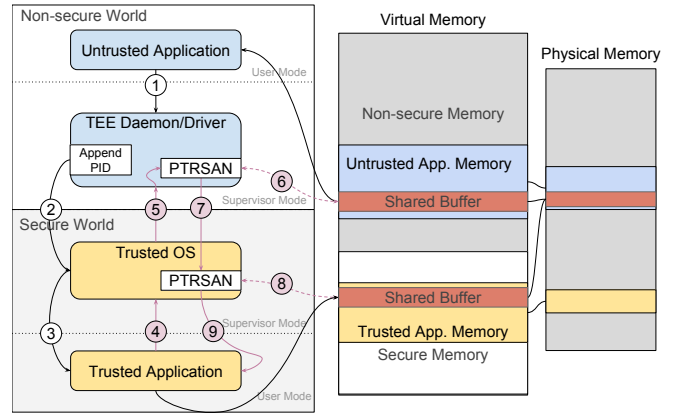 Non-secure World
Untrusted Application
User Mode
1
TEE Daemon/Driver
Append
PID
PTRSAN
6
2
5
7
Supervisor Mode
Secure World
Trusted OS
PTRSAN
8
3
4
9
Supervisor Mode
Trusted Application
User Mode
Virtual Memory
Non-secure Memory
Untrusted App. Memory
Shared Buffer
Shared Buffer
Trusted App. Memory
Secure Memory
Physical Memory